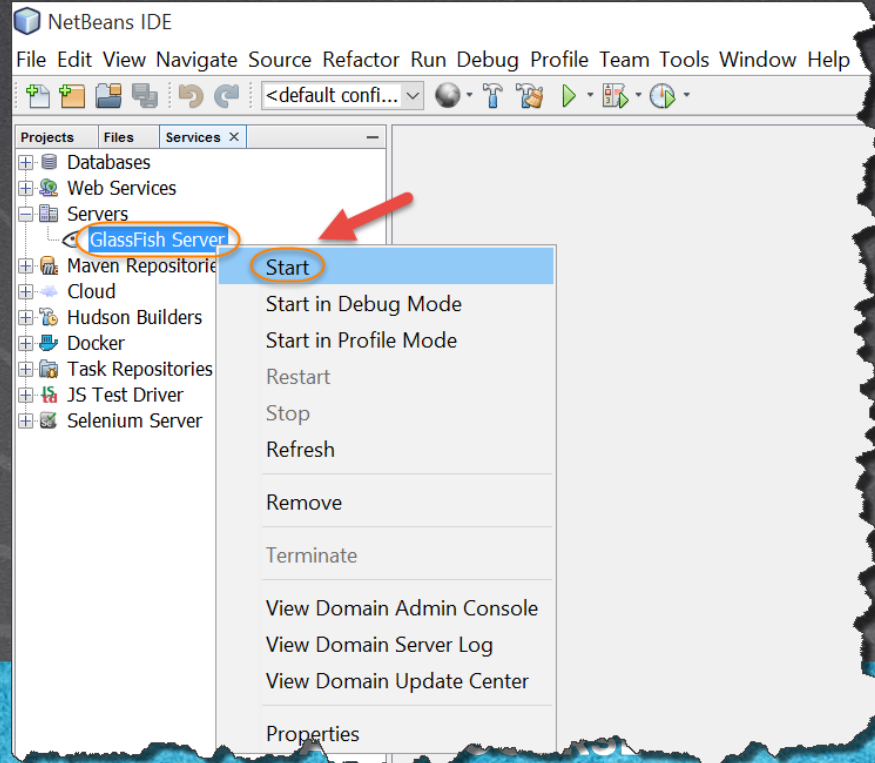 NetBeans IDE
File Edit View Navigate Source Refactor Run Debug Profile Team Tools Window Help
<default confi...
Projects Files Services
Databases
Web Services
Servers
GlassFish Server
Maven Repositorie
Cloud
Hudson Builders
Docker
Task Repositories
JS Test Driver
Selenium Server
Start
Start in Debug Mode
Start in Profile Mode
Restart
Stop
Refresh
Remove
Terminate
View Domain Admin Console
View Domain Server Log
View Domain Update Center
Properties